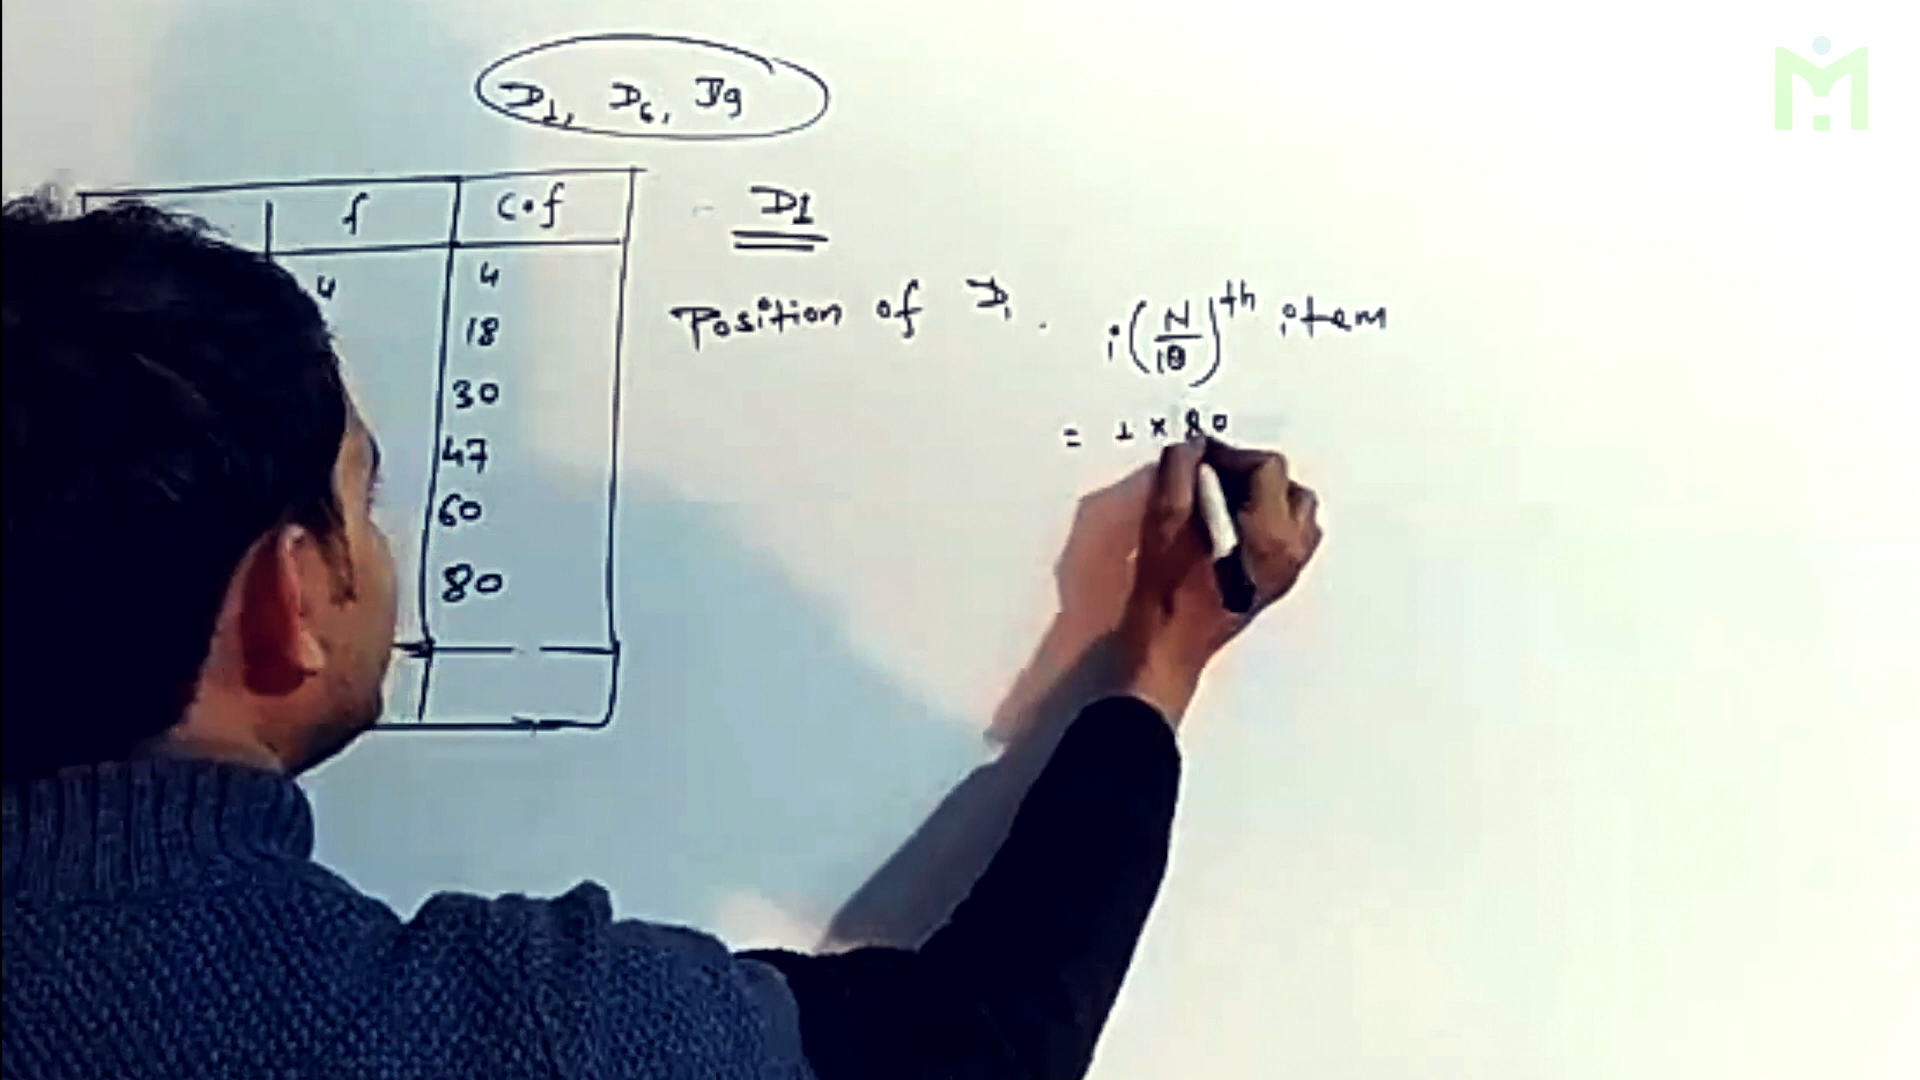 D1, D6, D9
f c.f
4 4
18
30
47
60
80
D1
Position of D1. i(N/10)th item
= 1 × 80